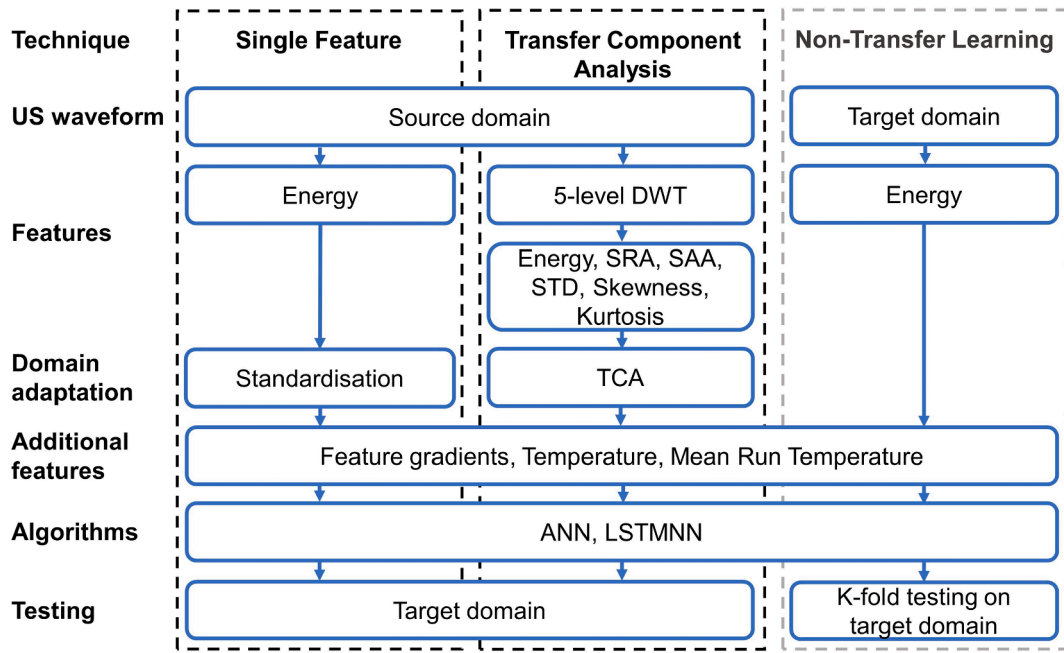 Technique
Single Feature
Transfer Component
Analysis
Non-Transfer Learning
US waveform
Source domain
Target domain
Features
Energy
5-level DWT
Energy
Energy, SRA, SAA,
STD, Skewness,
Kurtosis
Domain
adaptation
Standardisation
TCA
Additional
features
Feature gradients, Temperature, Mean Run Temperature
Algorithms
ANN, LSTMNN
Testing
Target domain
K-fold testing on
target domain